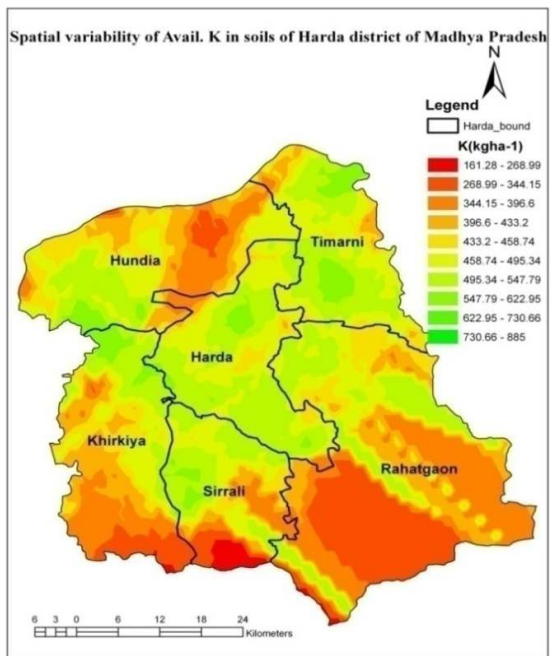 Spatial variability of Avail. K in soils of Harda district of Madhya Pradesh
N
Legend
Harda_bound
K(kgha-1)
161.28 - 268.99
268.99 - 344.15
344.15 - 396.6
396.6 - 433.2
433.2 - 458.74
458.74 - 495.34
495.34 - 547.79
547.79 - 622.95
622.95 - 730.66
730.66 - 885
Timarni
Hundia
Harda
Khirkiya
Rahatgaon
Sirrali
6 3 0 6 12 18 24
Kilometers